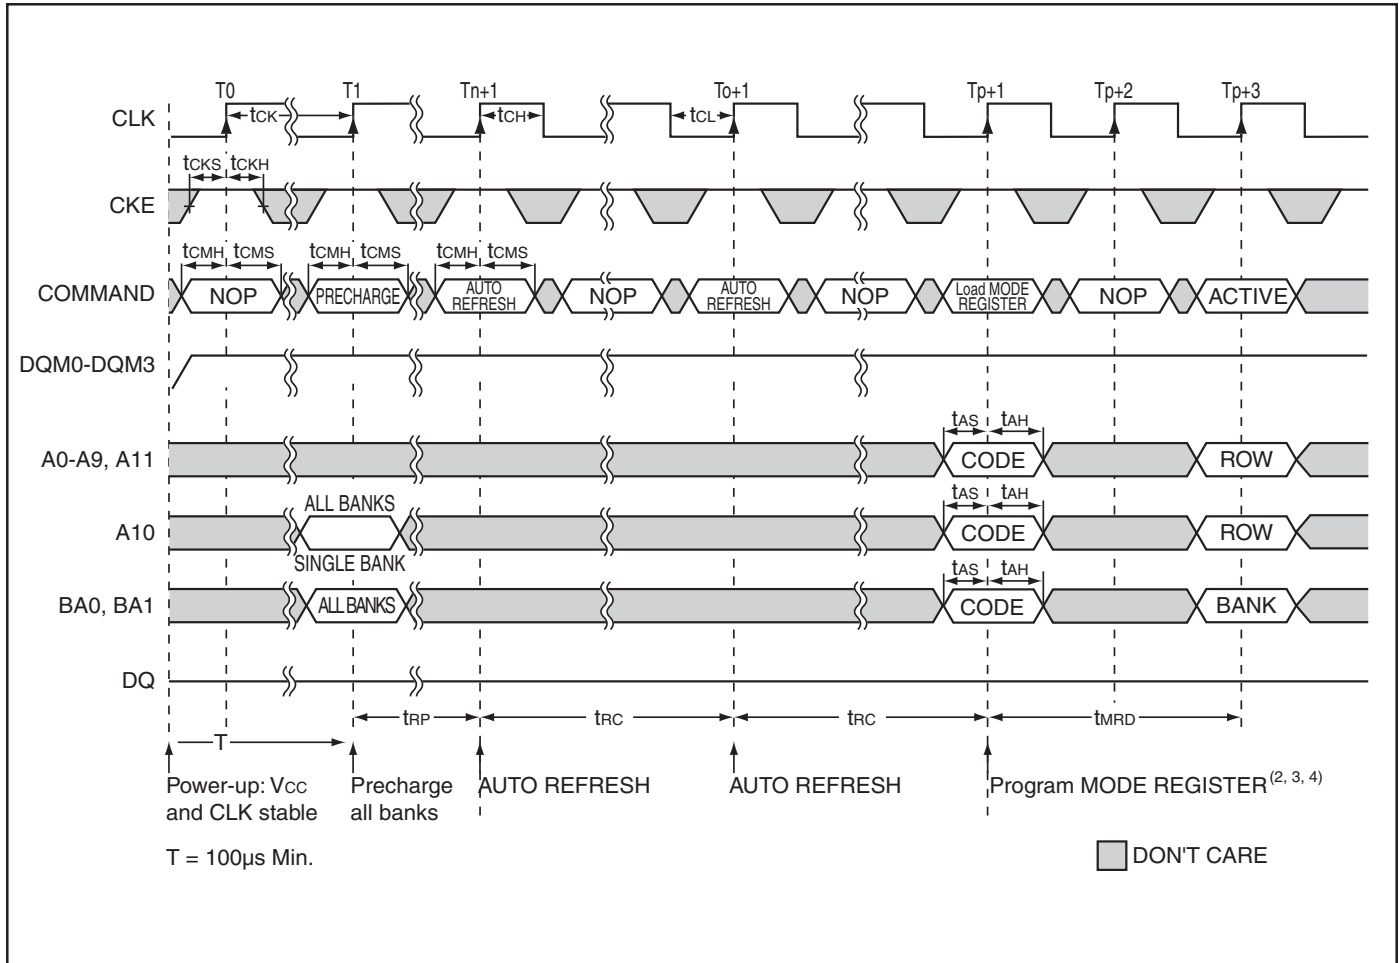 T0 T1 Tn+1 To+1 Tp+1 Tp+2 Tp+3
CLK tCK tCH tCL
tCKS tCKH
CKE
tCMH tCMS tCMH tCMS tCMH tCMS
COMMAND NOP PRECHARGE AUTO REFRESH NOP AUTO REFRESH NOP Load MODE REGISTER NOP ACTIVE
DQM0-DQM3
tAS tAH
A0-A9, A11 CODE ROW
ALL BANKS tAS tAH
A10 CODE ROW
SINGLE BANK tAS tAH
BA0, BA1 ALL BANKS CODE BANK
DQ
tRP tRC tRC tMRD
T
Power-up: VCC and CLK stable
Precharge all banks
AUTO REFRESH
AUTO REFRESH
Program MODE REGISTER(2, 3, 4)
T = 100µs Min.
DON'T CARE